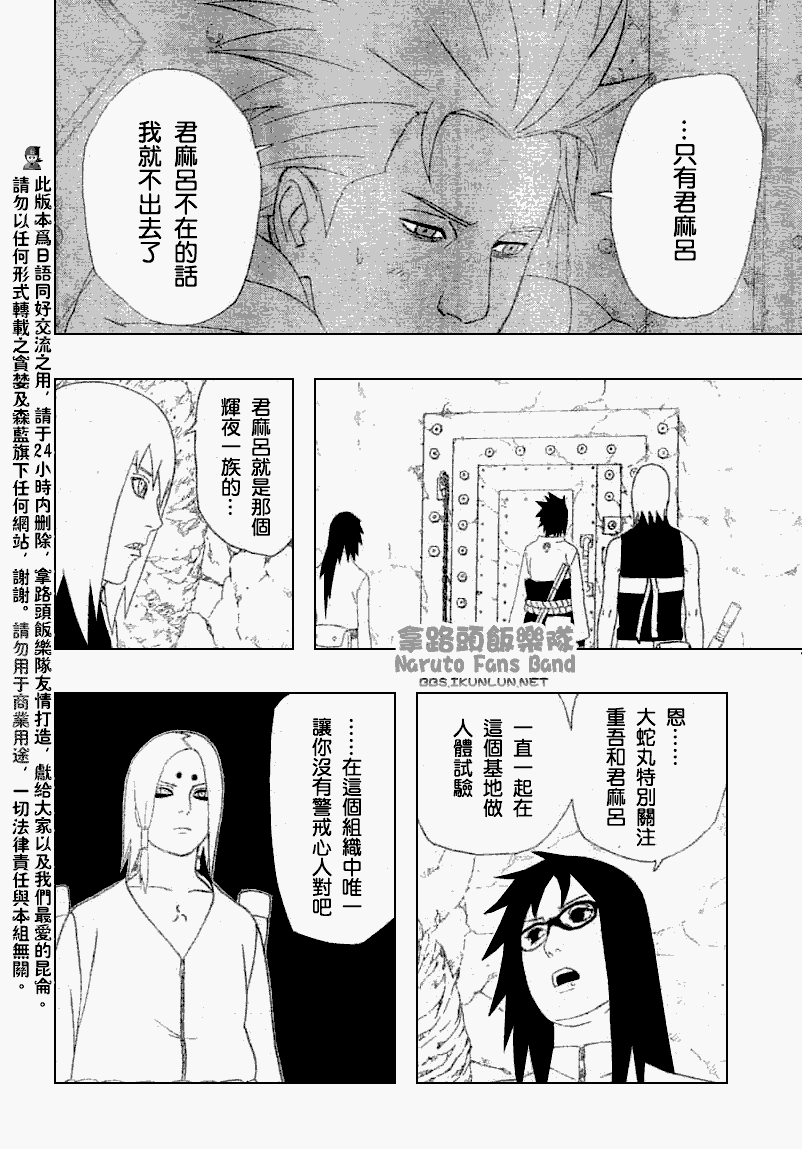 …只有君麻呂
君麻呂不在的話
我就不出去了
君麻呂就是那個
輝夜一族的…
恩……
大蛇丸特別關注
重吾和君麻呂
一直一起在
這個基地做
人體試驗
……在這個組織中唯一
讓你沒有警戒心人對吧
拿路頭飯樂隊
Naruto Fans Band
BBS.IKUNLUN.NET
此版本爲日語同好交流之用，請于24小時内删除，拿路頭飯樂隊友情打造，獻給大家以及我們最愛的昆侖。
請勿以任何形式轉載之貪婪及森藍旗下任何網站，謝謝。請勿用于商業用途，一切法律責任與本組無關。